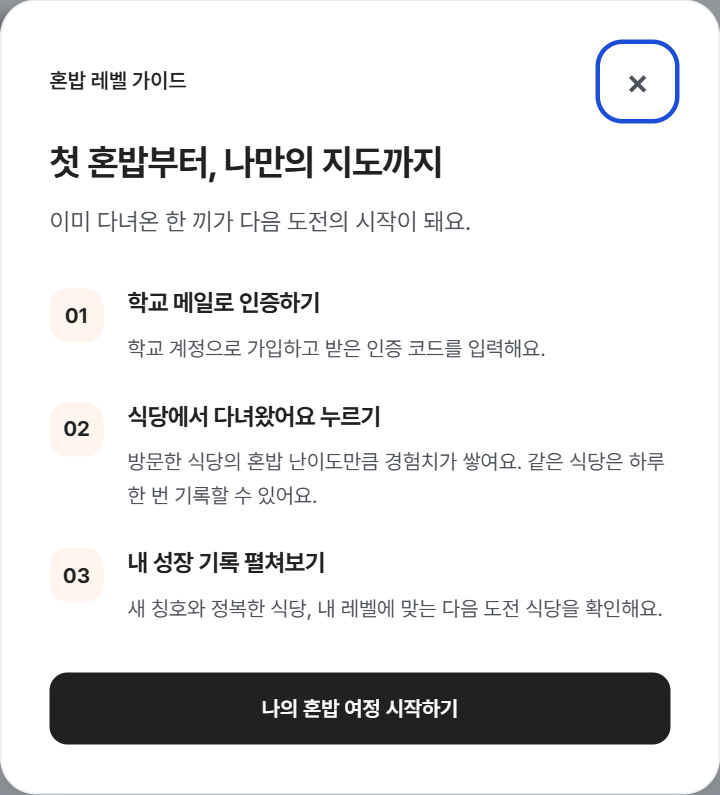 혼밥 레벨 가이드
×
첫 혼밥부터, 나만의 지도까지
이미 다녀온 한 끼가 다음 도전의 시작이 돼요.
01
학교 메일로 인증하기
학교 계정으로 가입하고 받은 인증 코드를 입력해요.
02
식당에서 다녀왔어요 누르기
방문한 식당의 혼밥 난이도만큼 경험치가 쌓여요. 같은 식당은 하루
한 번 기록할 수 있어요.
03
내 성장 기록 펼쳐보기
새 칭호와 정복한 식당, 내 레벨에 맞는 다음 도전 식당을 확인해요.
나의 혼밥 여정 시작하기